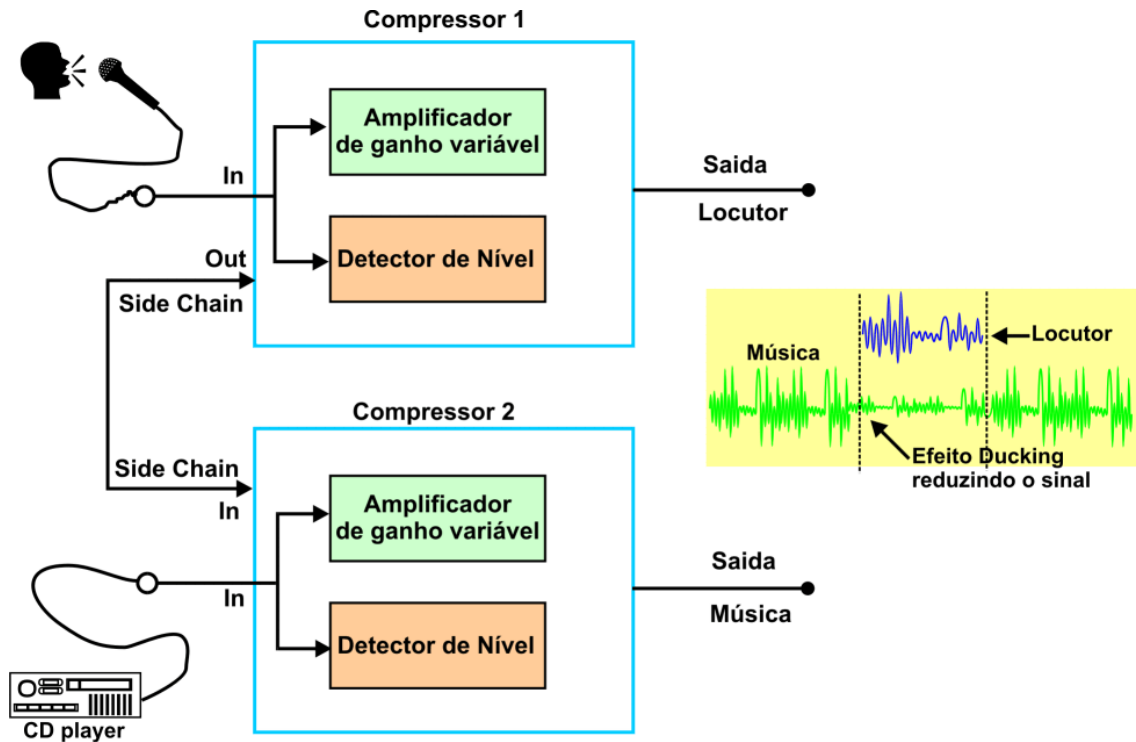 Compressor 1
Amplificador
de ganho variável
In
Detector de Nível
Out
Side Chain
Saida
Locutor
Música
Locutor
Efeito Ducking
reduzindo o sinal
Compressor 2
Side Chain
In
Amplificador
de ganho variável
In
Detector de Nível
Saida
Música
CD player